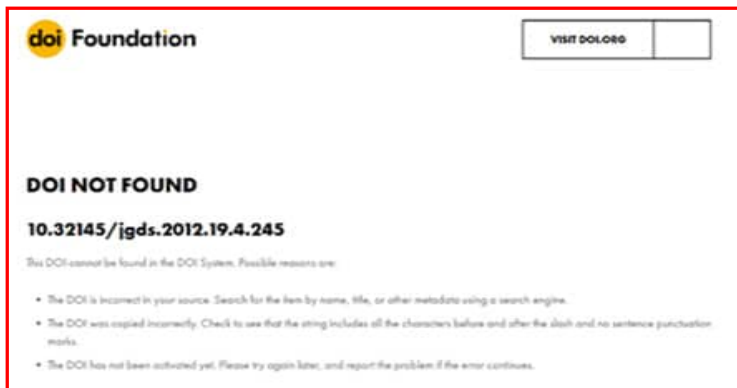 doi Foundation
VISIT DOI.ORG
DOI NOT FOUND
10.32145/jgds.2012.19.4.245
This DOI cannot be found in the DOI System. Possible reasons are:
• The DOI is incorrect in your source. Search for the item by name, title, or other metadata using a search engine.
• The DOI was copied incorrectly. Check to see that the string includes all the characters before and after the slash and no sentence punctuation
marks.
• The DOI has not been activated yet. Please try again later, and report the problem if the error continues.